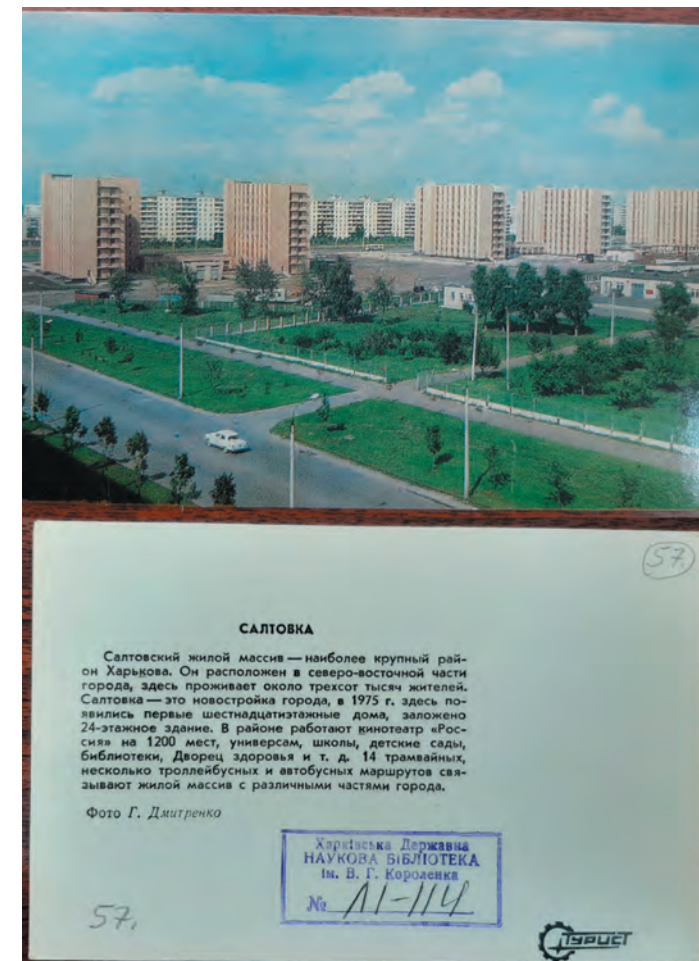 57.
САЛТОВКА
Салтовский жилой массив — наиболее крупный рай-
он Харькова. Он расположен в северо-восточной части
города, здесь проживает около трехсот тысяч жителей.
Салтовка — это новостройка города, в 1975 г. здесь по-
явились первые шестнадцатиэтажные дома, заложено
24-этажное здание. В районе работают кинотеатр «Рос-
сия» на 1200 мест, универсам, школы, детские сады,
библиотеки, Дворец здоровья и т. д. 14 трамвайных,
несколько троллейбусных и автобусных маршрутов свя-
зывают жилой массив с различными частями города.
Фото Г. Дмитренко
Харківська Державна
НАУКОВА БІБЛІОТЕКА
ім. В. Г. Короленка
№ Л1-114
57.
ТУРИСТ